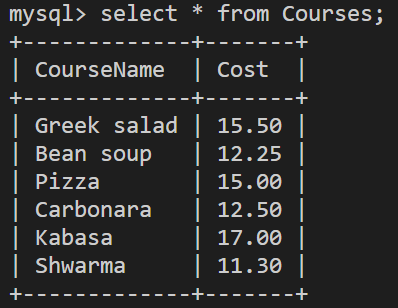 mysql> select * from Courses;
+-------------+-------+
| CourseName  | Cost  |
+-------------+-------+
| Greek salad | 15.50 |
| Bean soup   | 12.25 |
| Pizza       | 15.00 |
| Carbonara   | 12.50 |
| Kabasa      | 17.00 |
| Shwarma     | 11.30 |
+-------------+-------+